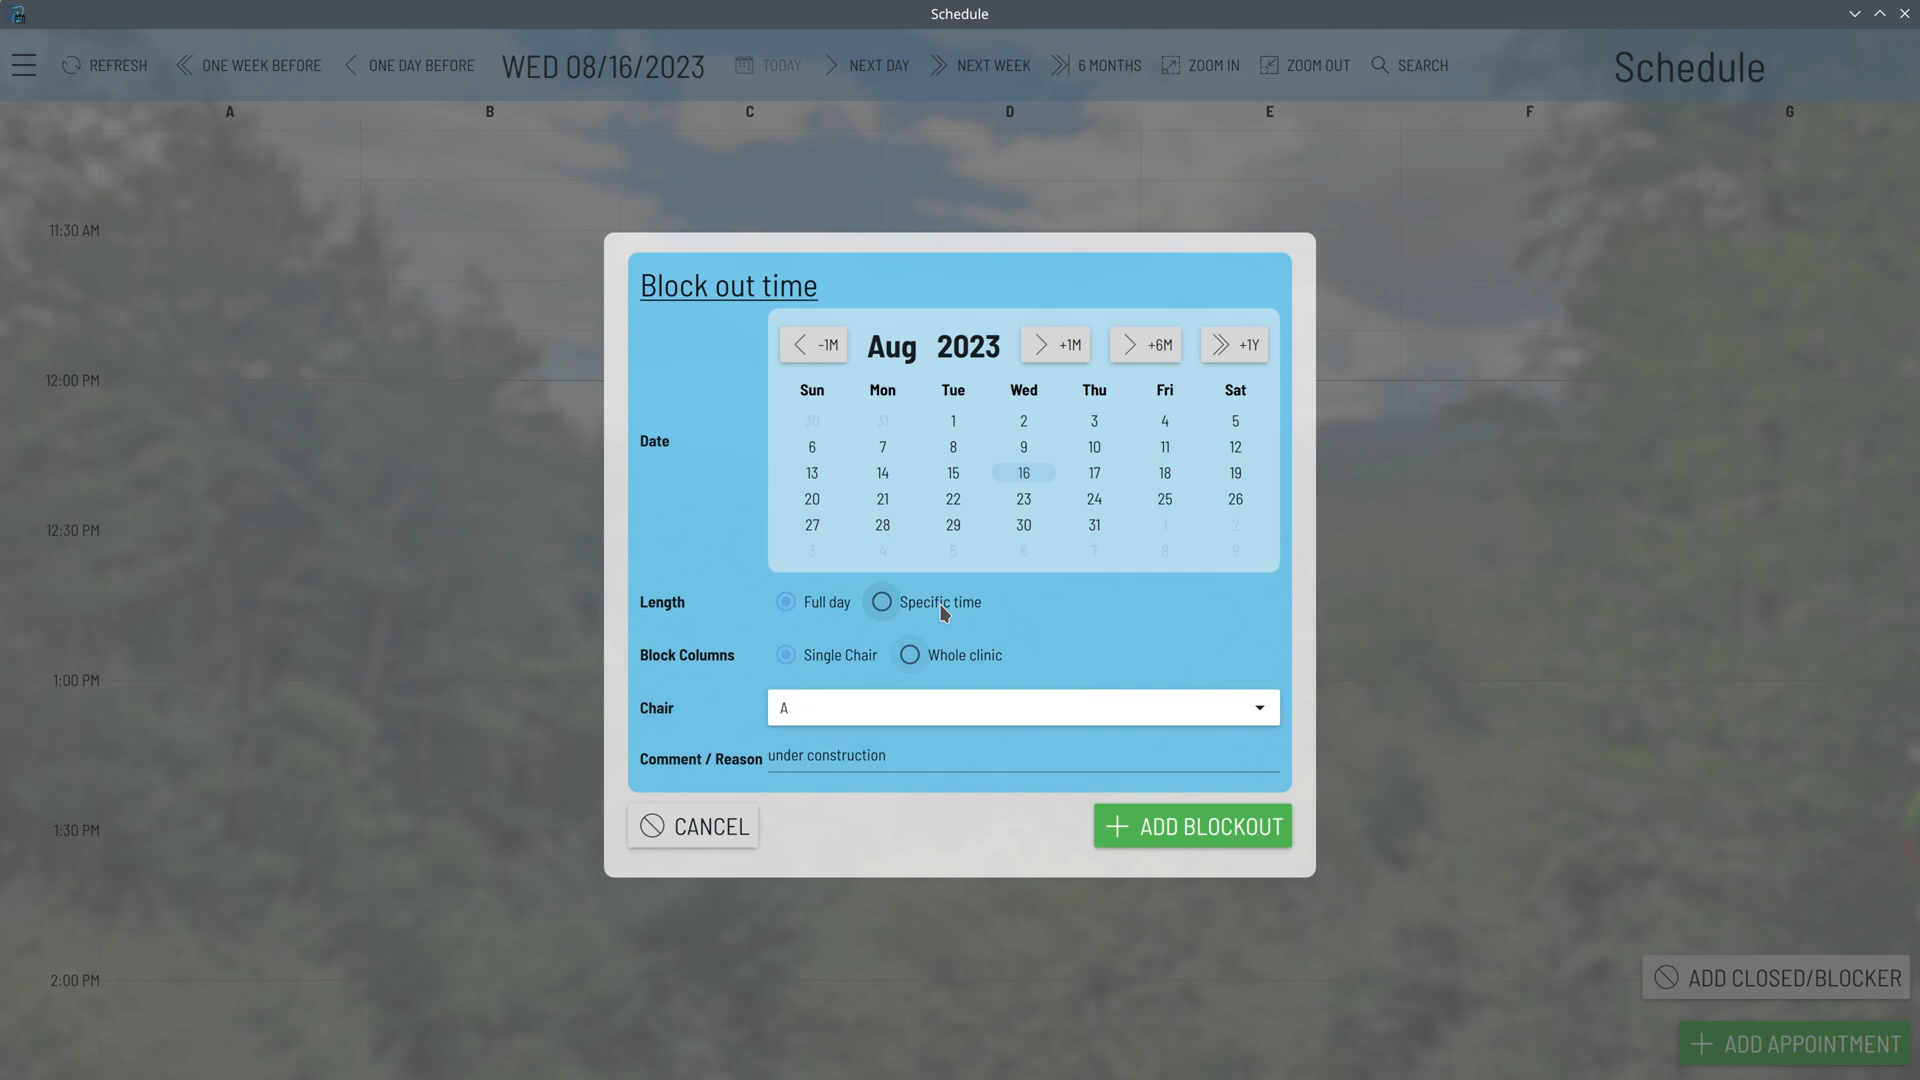 Schedule
REFRESH ONE WEEK BEFORE ONE DAY BEFORE WED 08/16/2023 TODAY NEXT DAY NEXT WEEK 6 MONTHS ZOOM IN ZOOM OUT SEARCH Schedule
A B C D E F G
11:30 AM
12:00 PM
12:30 PM
1:00 PM
1:30 PM
2:00 PM
Block out time
-1M Aug 2023 +1M +6M +1Y
Sun Mon Tue Wed Thu Fri Sat
30 31 1 2 3 4 5
6 7 8 9 10 11 12
13 14 15 16 17 18 19
20 21 22 23 24 25 26
27 28 29 30 31 1 2
3 4 5 6 7 8 9
Date
Length Full day Specific time
Block Columns Single Chair Whole clinic
Chair A
Comment / Reason under construction
CANCEL ADD BLOCKOUT
ADD CLOSED/BLOCKER
ADD APPOINTMENT